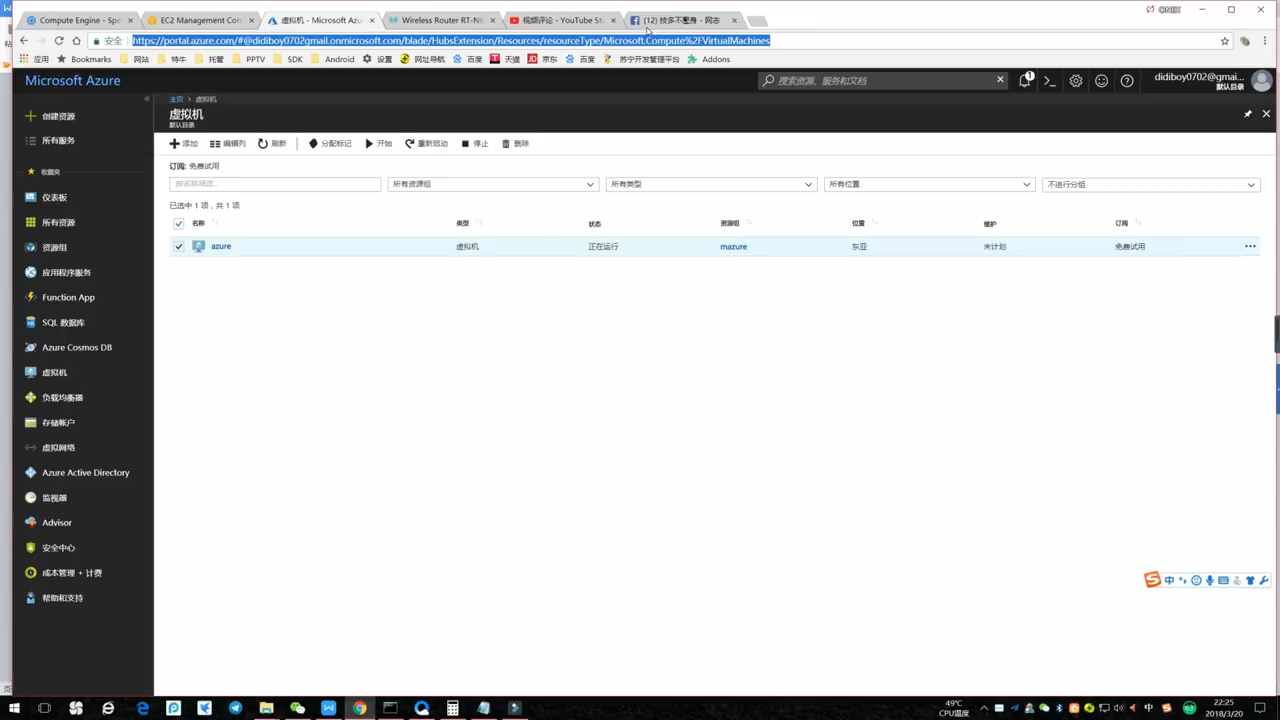 Compute Engine - Spe
EC2 Management Con
虚拟机 - Microsoft Azu
Wireless Router RT-N
视频评论 - YouTube Stu
(12) 技多不壓身 - 网志
安全
https://portal.azure.com/#@didiboy0702gmail.onmicrosoft.com/blade/HubsExtension/Resources/resourceType/Microsoft.Compute%2FVirtualMachines
应用 Bookmarks 网站 特牛 托管 PPTV SDK Android 设置 网址导航 百度 天猫 京东 百度 苏宁开发管理平台 Addons
Microsoft Azure
搜索资源、服务和文档
1
didiboy0702@gmai...
默认目录
主页 > 虚拟机
虚拟机
默认目录
创建资源
所有服务
收藏夹
仪表板
所有资源
资源组
应用程序服务
Function App
SQL 数据库
Azure Cosmos DB
虚拟机
负载均衡器
存储帐户
虚拟网络
Azure Active Directory
监视器
Advisor
安全中心
成本管理 + 计费
帮助和支持
添加 编辑列 刷新 分配标记 开始 重新启动 停止 删除
订阅: 免费试用
按名称筛选... 所有资源组 所有类型 所有位置 不进行分组
已选中 1 项，共 1 项
名称 类型 状态 资源组 位置 维护 订阅
azure 虚拟机 正在运行 mazure 东亚 未计划 免费试用
中
49℃
CPU温度
中
22:25
2018/3/20